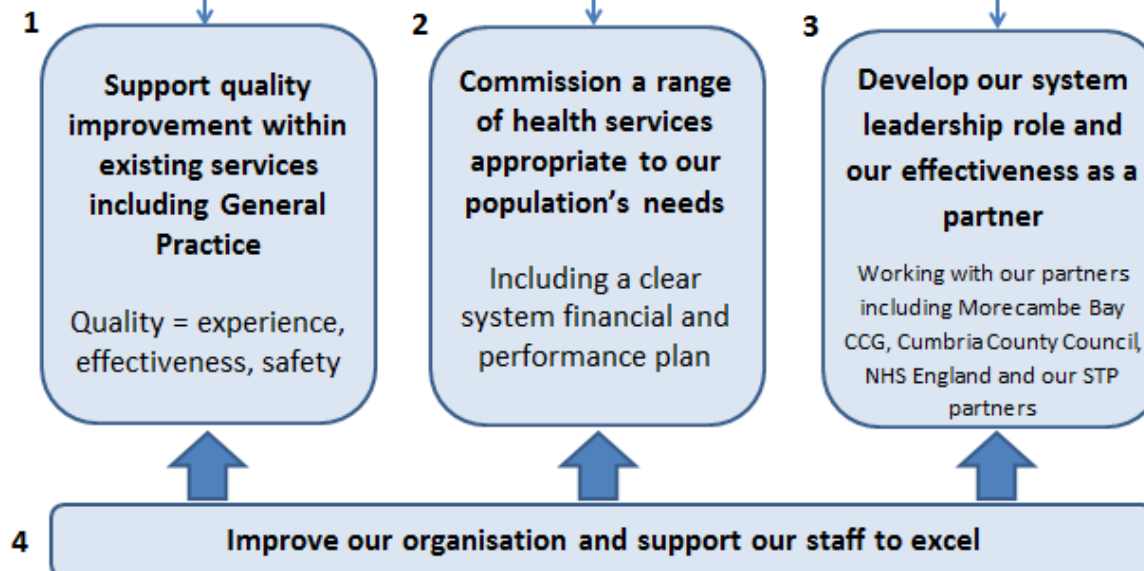 1
Support quality
improvement within
existing services
including General
Practice
Quality = experience,
effectiveness, safety
2
Commission a range
of health services
appropriate to our
population's needs
Including a clear
system financial and
performance plan
3
Develop our system
leadership role and
our effectiveness as a
partner
Working with our partners
including Morecambe Bay
CCG, Cumbria County Council,
NHS England and our STP
partners
4
Improve our organisation and support our staff to excel